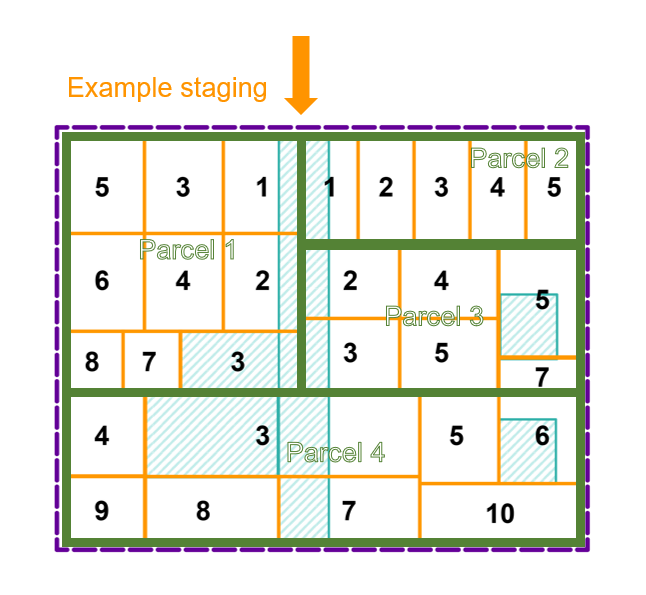 Example staging
5 3 1 1 2 3 4 5
Parcel 2
Parcel 1
6 4 2 2 4 5
Parcel 3
8 7 3 3 5 7
4 3 5 6
Parcel 4
9 8 7 10